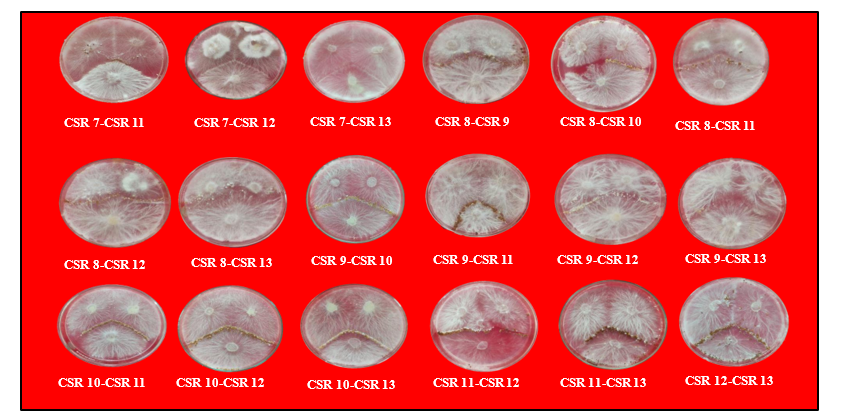 CSR 7-CSR 11
CSR 7-CSR 12
CSR 7-CSR 13
CSR 8-CSR 9
CSR 8-CSR 10
CSR 8-CSR 11
CSR 8-CSR 12
CSR 8-CSR 13
CSR 9-CSR 10
CSR 9-CSR 11
CSR 9-CSR 12
CSR 9-CSR 13
CSR 10-CSR 11
CSR 10-CSR 12
CSR 10-CSR 13
CSR 11-CSR 12
CSR 11-CSR13
CSR 12-CSR 13